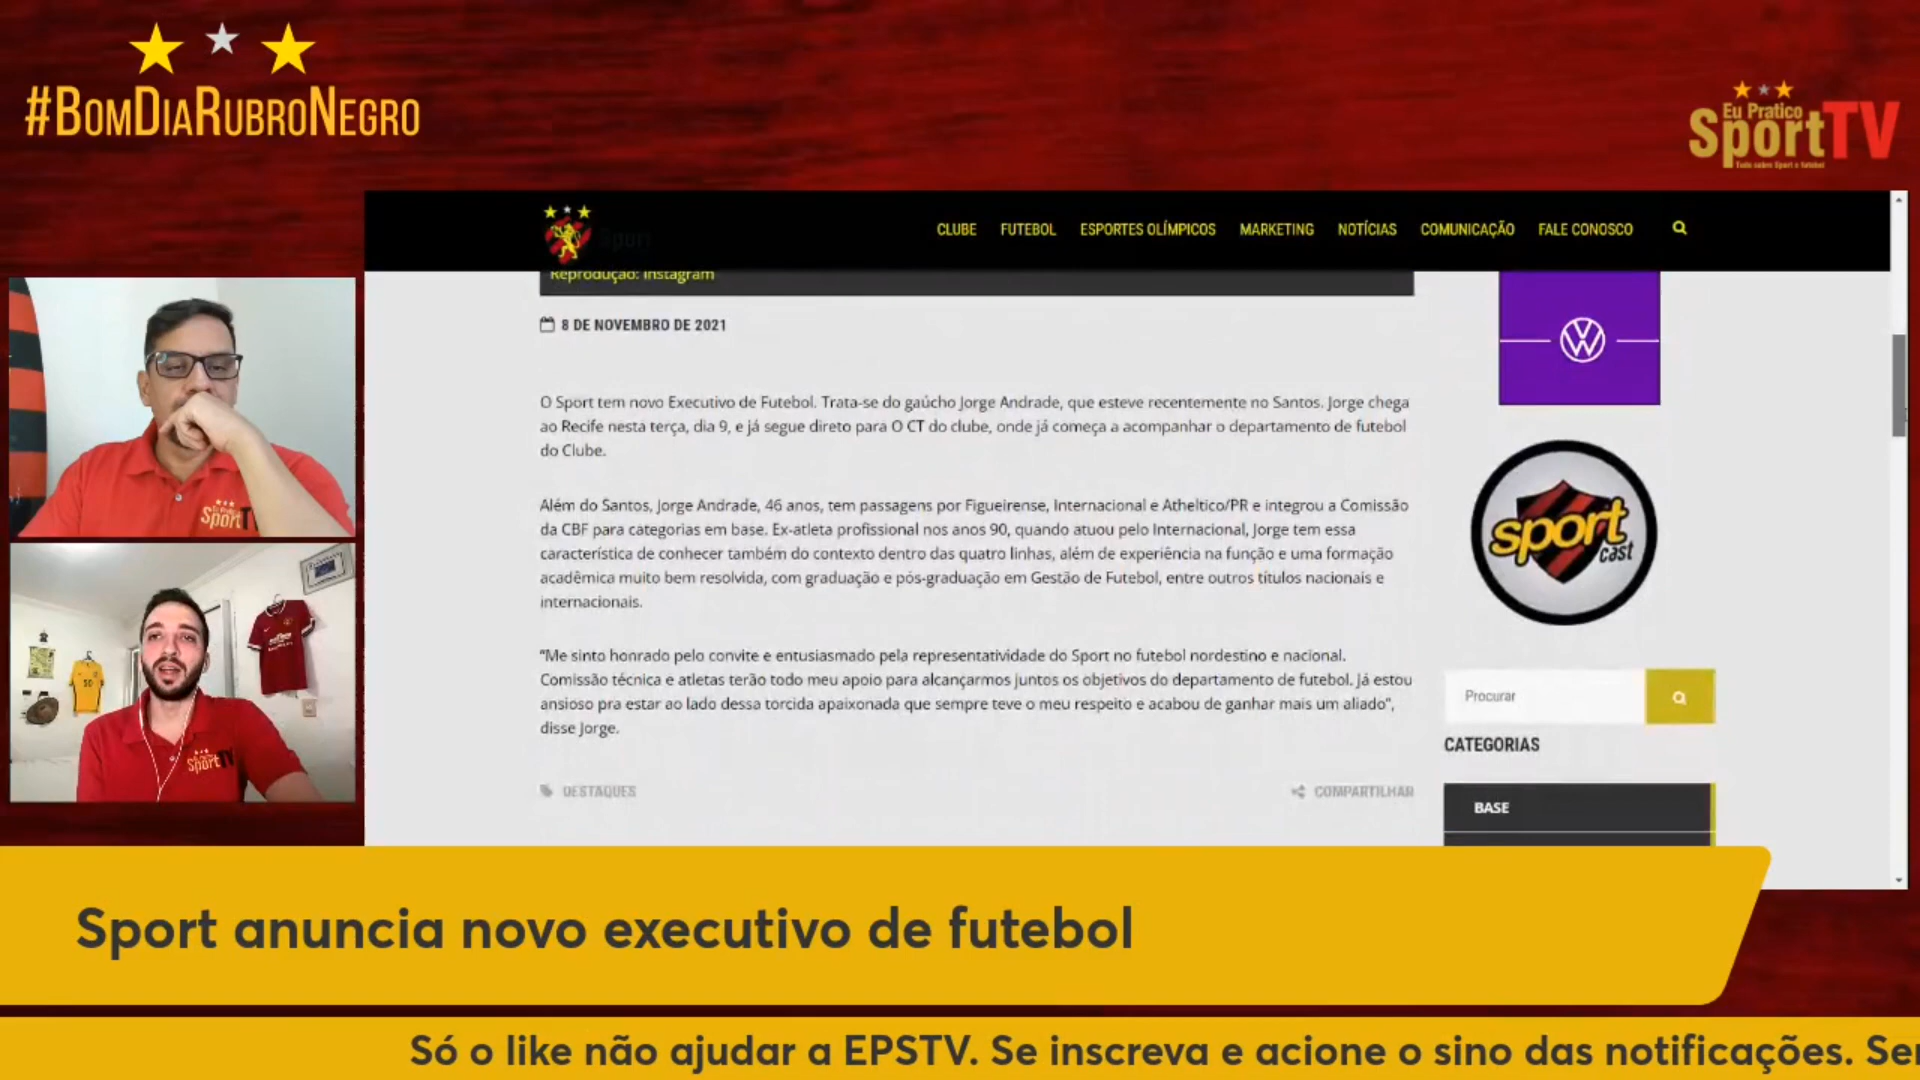 #BOMDIARUBRONEGRO
Eu Pratico
SportTV
Tudo sobre Sport e futebol
Sport
CLUBE FUTEBOL ESPORTES OLÍMPICOS MARKETING NOTÍCIAS COMUNICAÇÃO FALE CONOSCO
Reprodução: Instagram
8 DE NOVEMBRO DE 2021
O Sport tem novo Executivo de Futebol. Trata-se do gaúcho Jorge Andrade, que esteve recentemente no Santos. Jorge chega
ao Recife nesta terça, dia 9, e já segue direto para O CT do clube, onde já começa a acompanhar o departamento de futebol
do Clube.
Além do Santos, Jorge Andrade, 46 anos, tem passagens por Figueirense, Internacional e Atheltico/PR e integrou a Comissão
da CBF para categorias em base. Ex-atleta profissional nos anos 90, quando atuou pelo Internacional, Jorge tem essa
característica de conhecer também do contexto dentro das quatro linhas, além de experiência na função e uma formação
acadêmica muito bem resolvida, com graduação e pós-graduação em Gestão de Futebol, entre outros títulos nacionais e
internacionais.
“Me sinto honrado pelo convite e entusiasmado pela representatividade do Sport no futebol nordestino e nacional.
Comissão técnica e atletas terão todo meu apoio para alcançarmos juntos os objetivos do departamento de futebol. Já estou
ansioso pra estar ao lado dessa torcida apaixonada que sempre teve o meu respeito e acabou de ganhar mais um aliado”,
disse Jorge.
DESTAQUES
COMPARTILHAR
sport
cast
Procurar
CATEGORIAS
BASE
SportTV
SportTV
Sport anuncia novo executivo de futebol
Só o like não ajudar a EPSTV. Se inscreva e acione o sino das notificações. Se